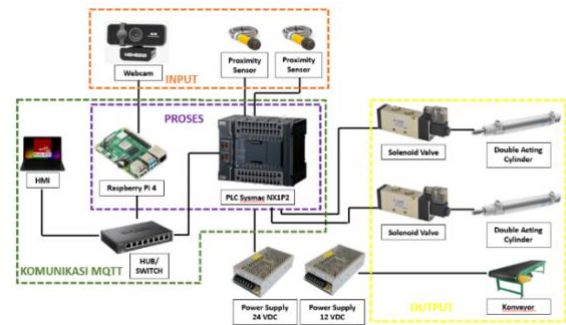 Webcam
Proximity
Sensor
Proximity
Sensor
INPUT
PROSES
HMI
Raspberry Pi 4
PLC Sysmac NX1P2
Solenoid Valve
Double Acting
Cylinder
Solenoid Valve
Double Acting
Cylinder
KOMUNIKASI MQTT
HUB/
SWITCH
Power Supply
24 VDC
Power Supply
12 VDC
OUTPUT
Konveyor